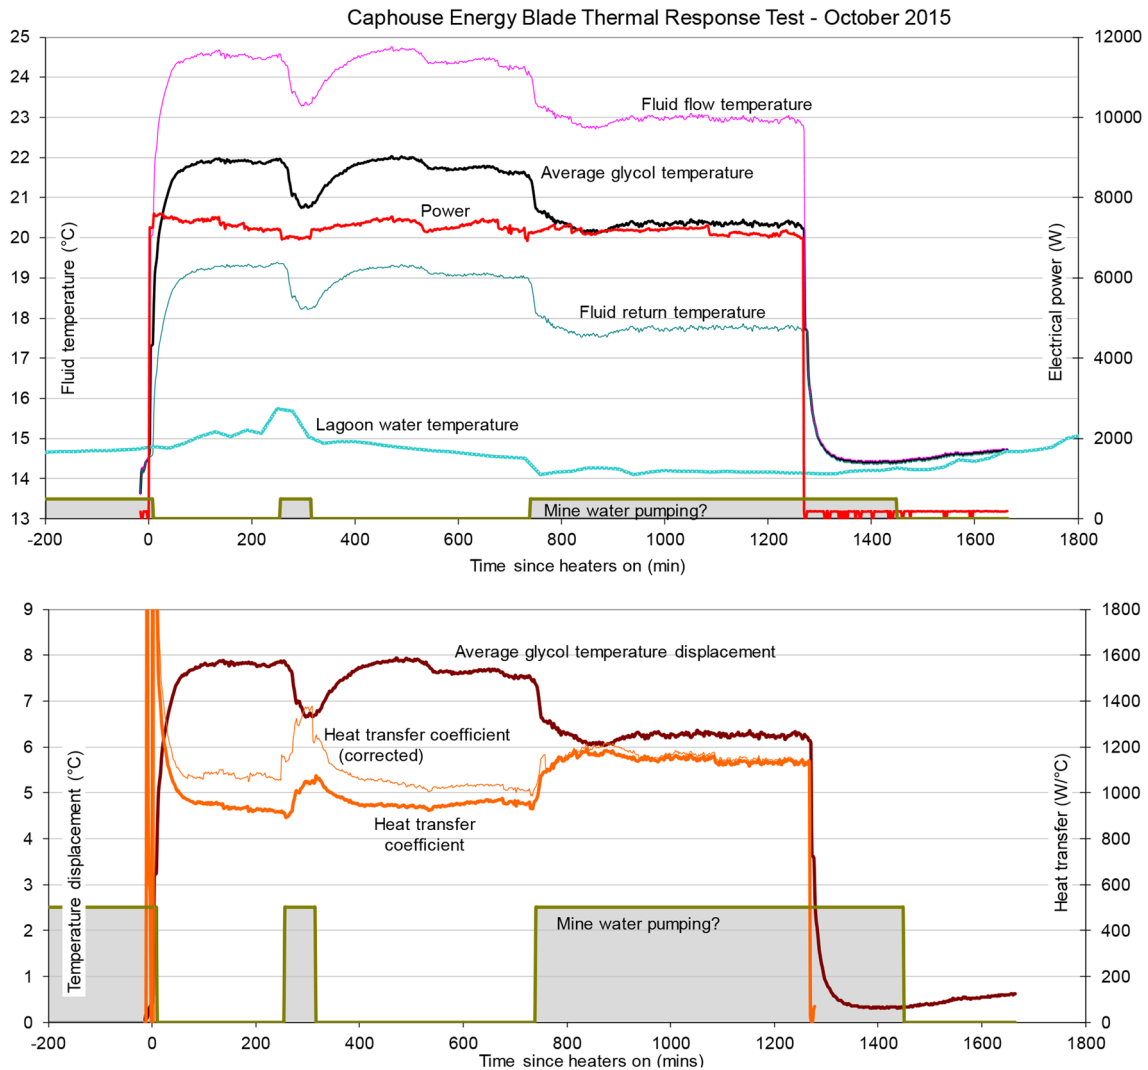 Caphouse Energy Blade Thermal Response Test - October 2015
25
24
23
22
21
20
19
18
17
16
15
14
13
Fluid temperature (°C)
12000
10000
8000
6000
4000
2000
0
Electrical power (W)
Fluid flow temperature
Average glycol temperature
Power
Fluid return temperature
Lagoon water temperature
Mine water pumping?
-200 0 200 400 600 800 1000 1200 1400 1600 1800
Time since heaters on (min)
9
8
7
6
5
4
3
2
1
0
Temperature displacement (°C)
1800
1600
1400
1200
1000
800
600
400
200
0
Heat transfer (W/°C)
Average glycol temperature displacement
Heat transfer coefficient
(corrected)
Heat transfer
coefficient
Mine water pumping?
-200 0 200 400 600 800 1000 1200 1400 1600 1800
Time since heaters on (mins)